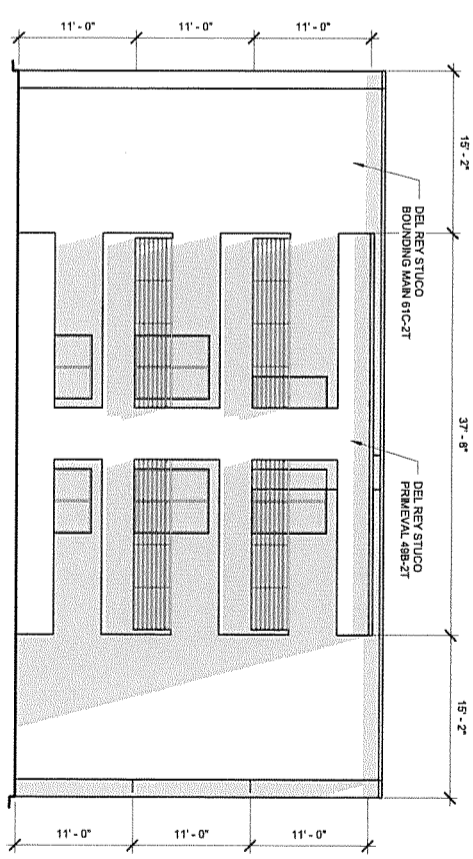 11' - 0"
11' - 0"
11' - 0"
15' - 2"
37' - 8"
15' - 2"
DEL REY STUCO
BOUNDING MAIN 61C-2T
DEL REY STUCO
PRIMEVAL 49B-2T
11' - 0"
11' - 0"
11' - 0"